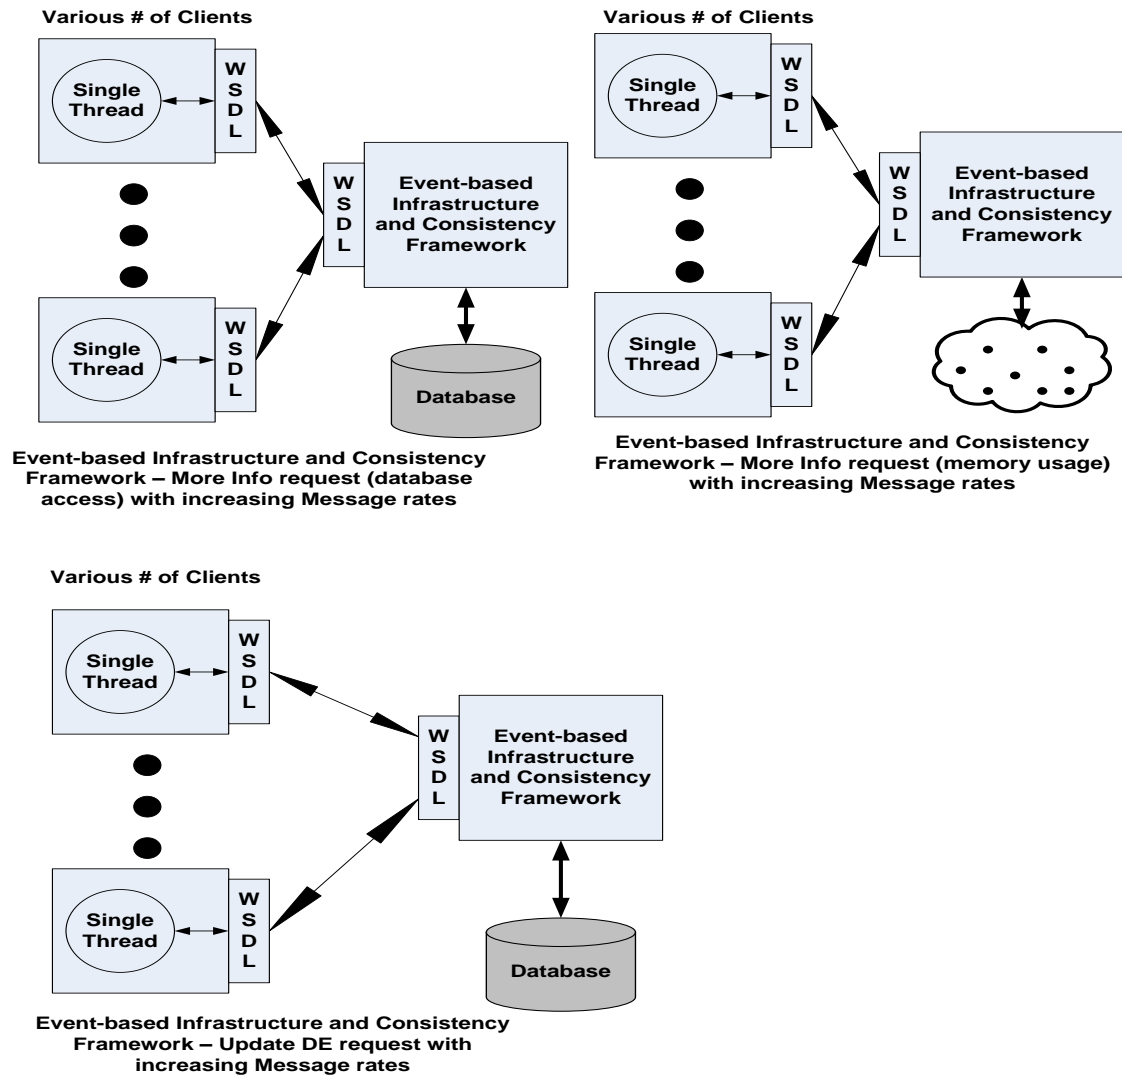 Various # of Clients
Single
Thread
W
S
D
L
W
S
D
L
Event-based
Infrastructure
and Consistency
Framework
Single
Thread
W
S
D
L
Database
Event-based Infrastructure and Consistency
Framework – More Info request (database
access) with increasing Message rates
Various # of Clients
Single
Thread
W
S
D
L
W
S
D
L
Event-based
Infrastructure
and Consistency
Framework
Single
Thread
W
S
D
L
Event-based Infrastructure and Consistency
Framework – More Info request (memory usage)
with increasing Message rates
Various # of Clients
Single
Thread
W
S
D
L
W
S
D
L
Event-based
Infrastructure
and Consistency
Framework
Single
Thread
W
S
D
L
Database
Event-based Infrastructure and Consistency
Framework – Update DE request with
increasing Message rates